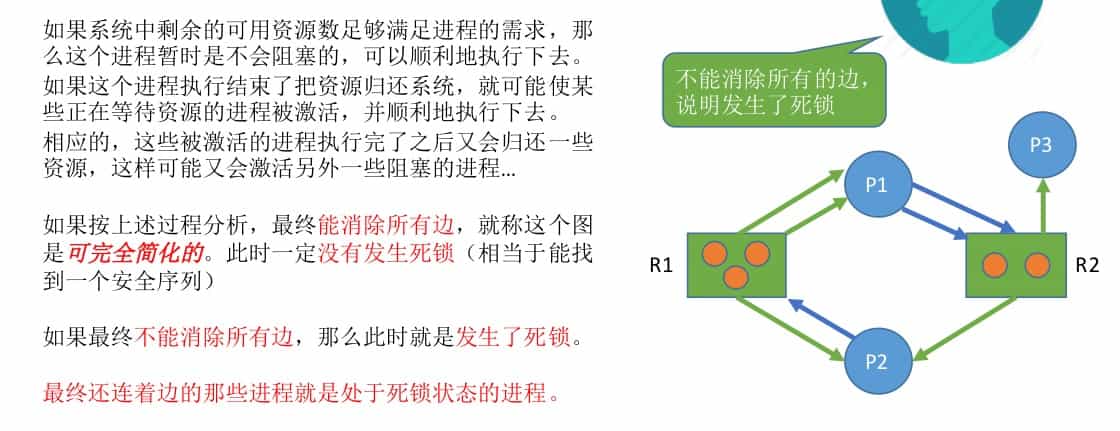 如果系统中剩余的可用资源数足够满足进程的需求，那
么这个进程暂时是不会阻塞的，可以顺利地执行下去。
如果这个进程执行结束了把资源归还系统，就可能使某
些正在等待资源的进程被激活，并顺利地执行下去。
相应的，这些被激活的进程执行完了之后又会归还一些
资源，这样可能又会激活另外一些阻塞的进程…
如果按上述过程分析，最终能消除所有边，就称这个图
是可完全简化的。此时一定没有发生死锁（相当于能找
到一个安全序列）
如果最终不能消除所有边，那么此时就是发生了死锁。
最终还连着边的那些进程就是处于死锁状态的进程。
不能消除所有的边，
说明发生了死锁
P3
P1
R1
R2
P2